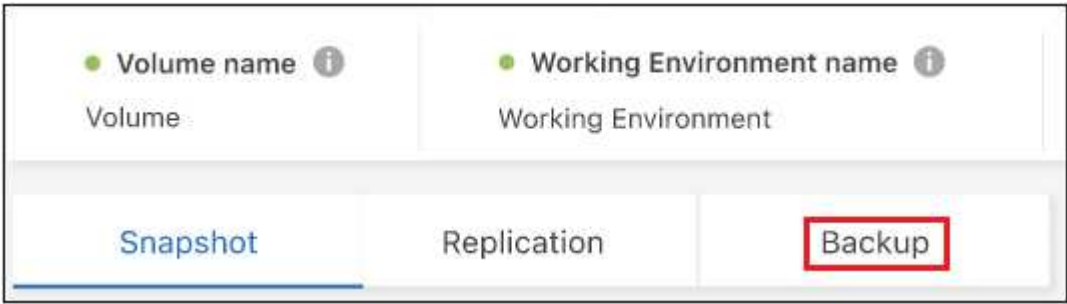 Volume name i Working Environment name i
Volume Working Environment
Snapshot Replication Backup